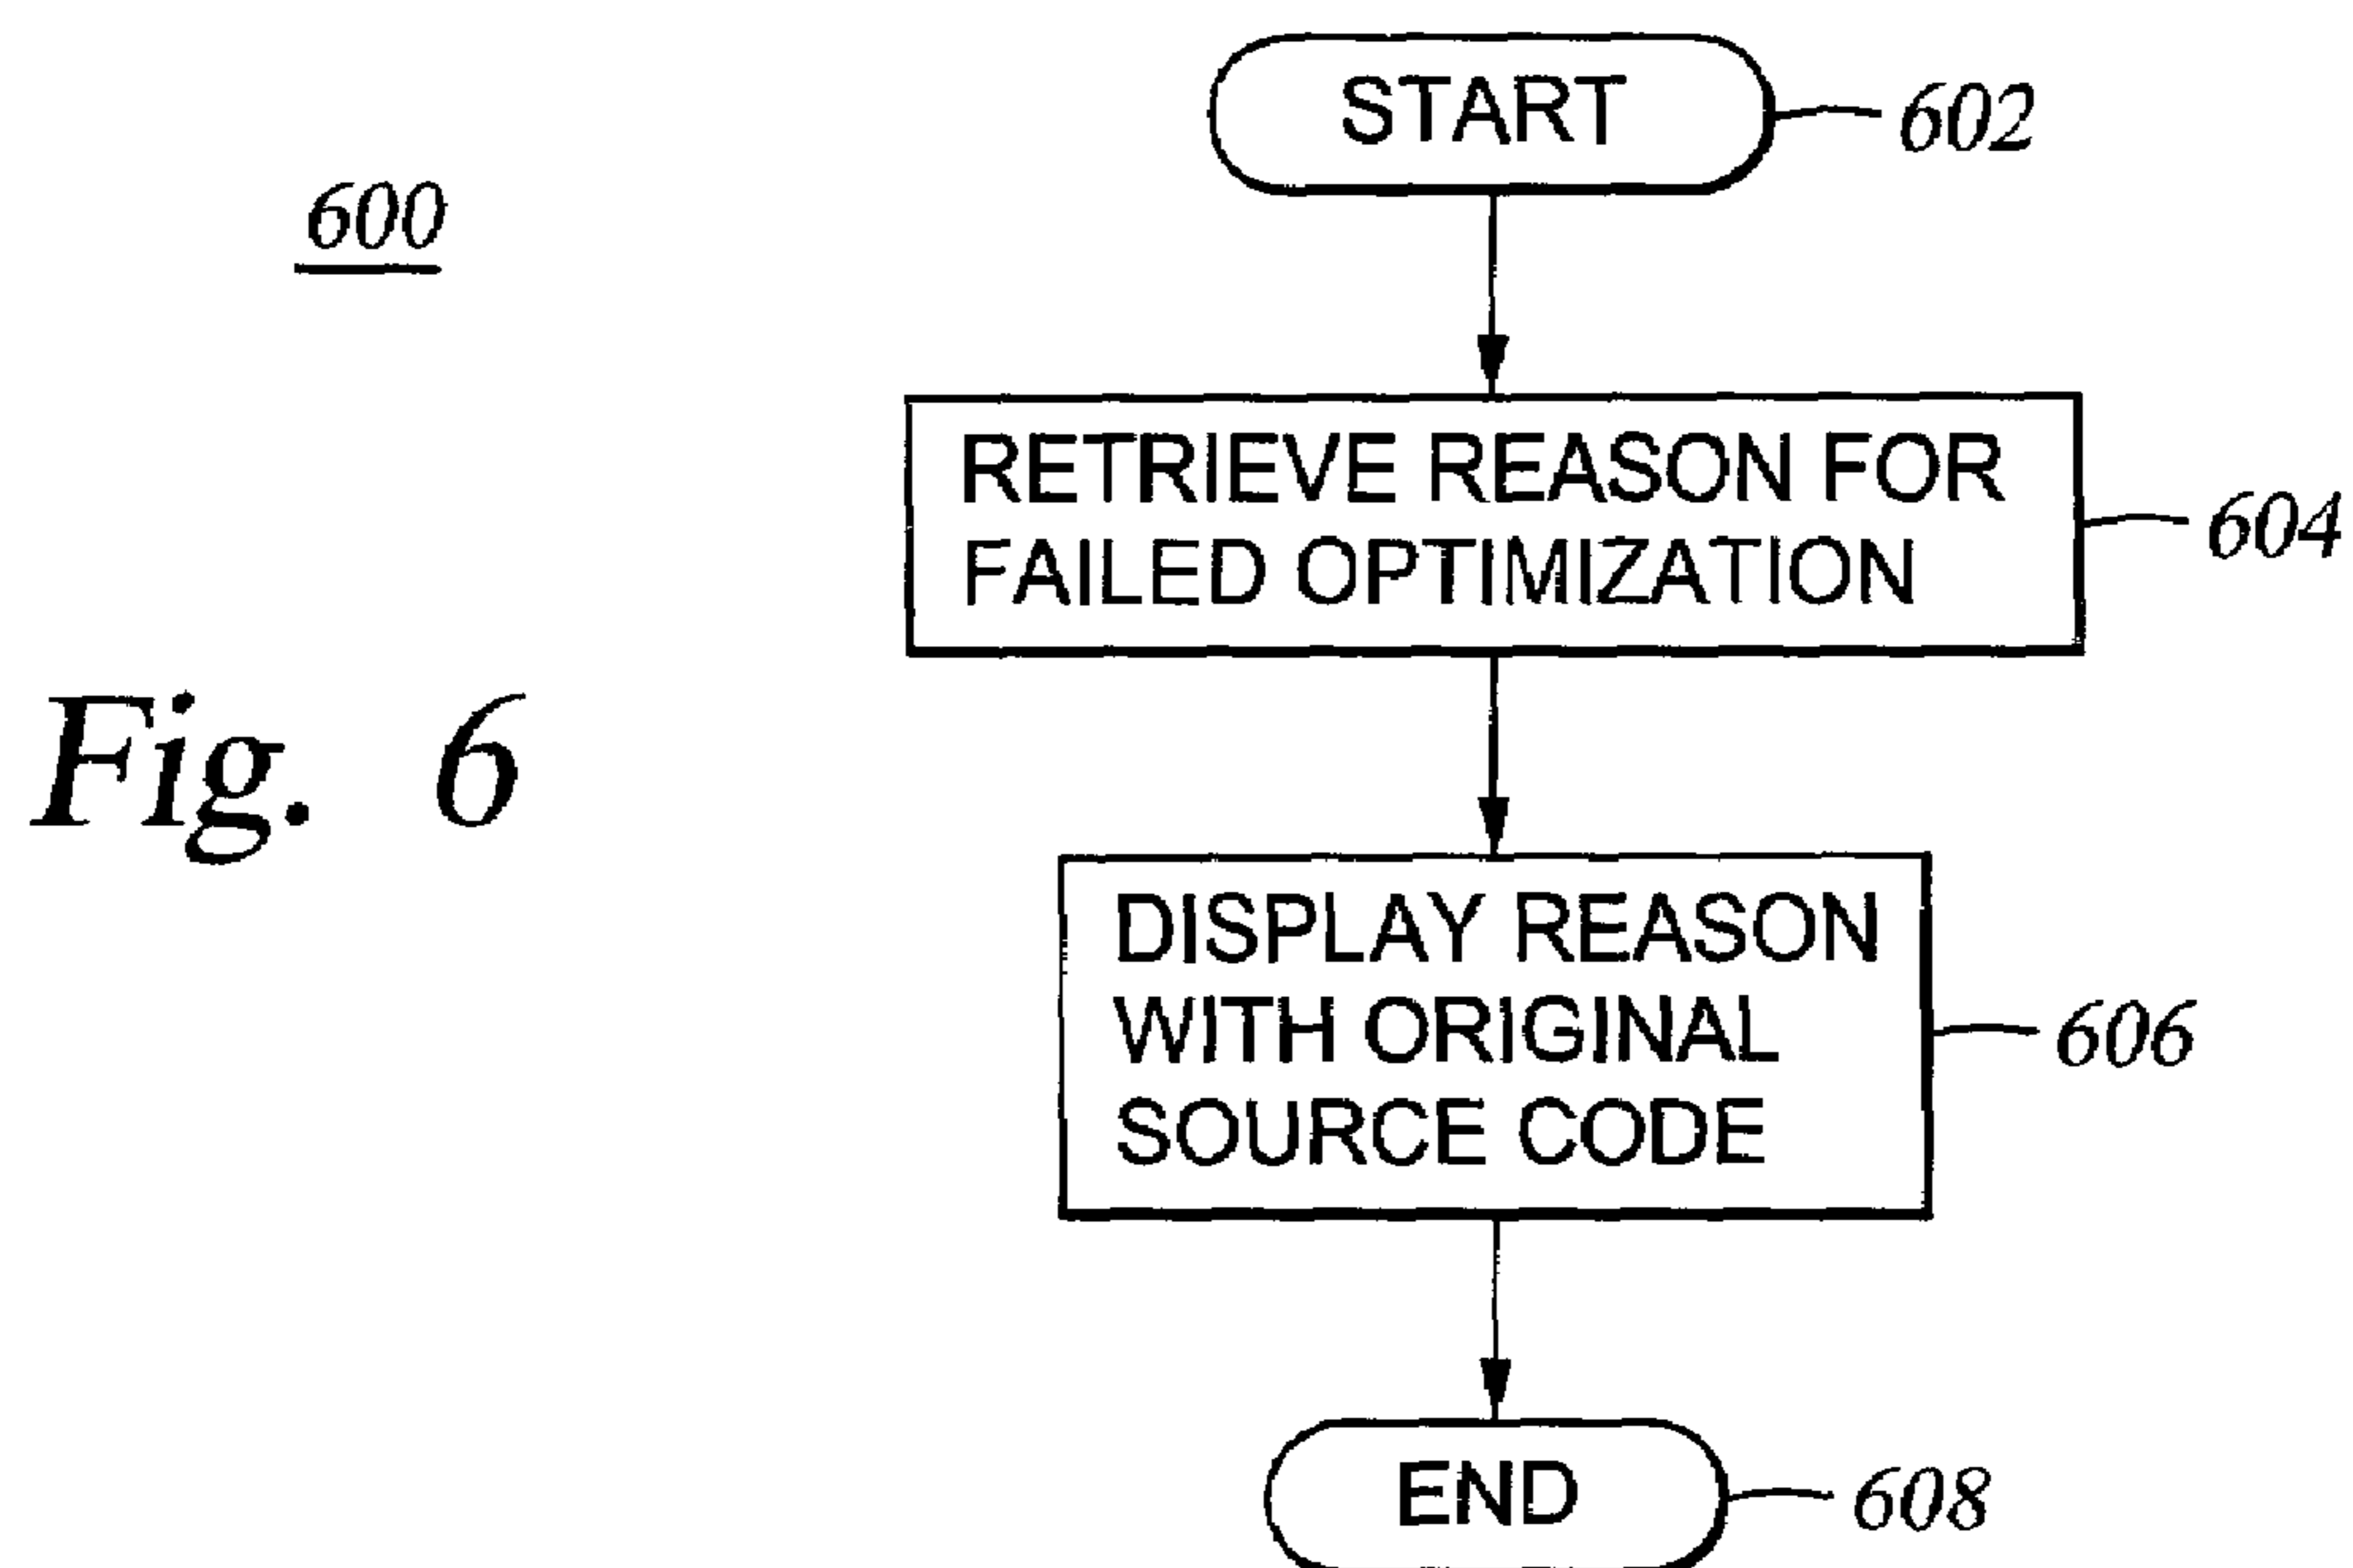 START
602
600
RETRIEVE REASON FOR
FAILED OPTIMIZATION
604
Fig. 6
DISPLAY REASON
WITH ORIGINAL
SOURCE CODE
606
END
608